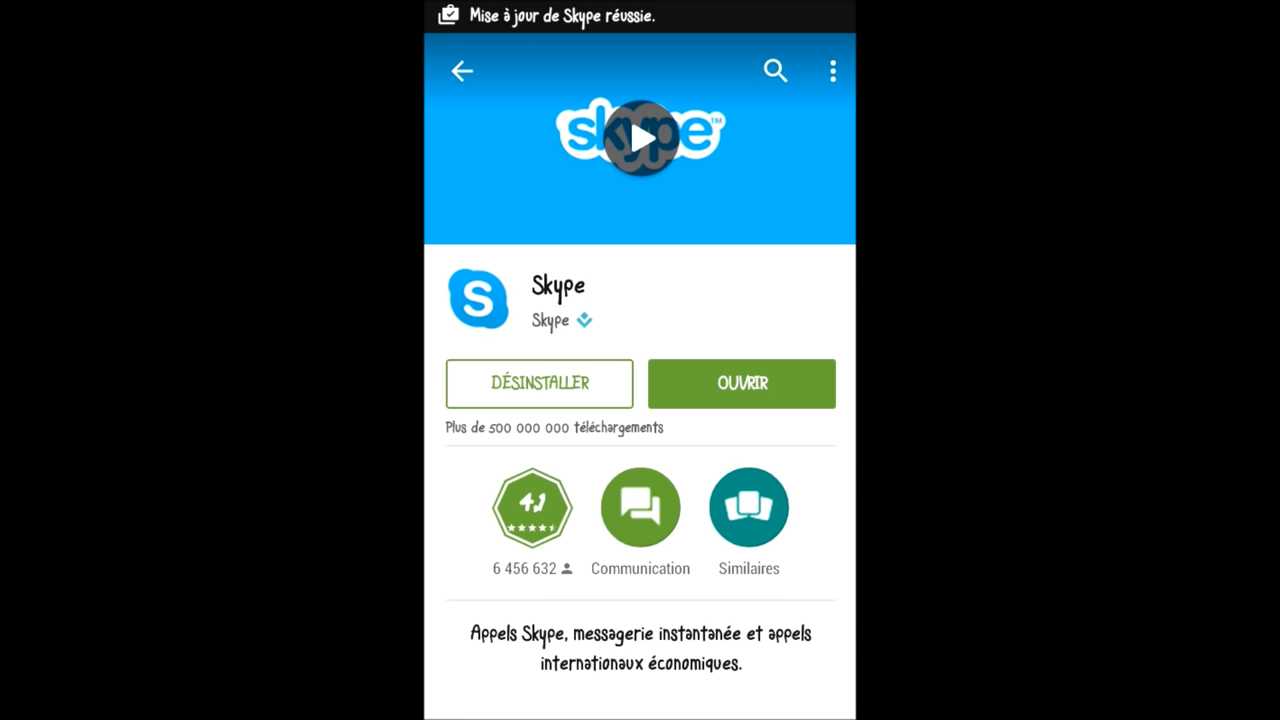 Mise à jour de Skype réussie.
skype™
S
Skype
Skype
DÉSINSTALLER
OUVRIR
Plus de 500 000 000 téléchargements
4,1
6 456 632
Communication
Similaires
Appels Skype, messagerie instantanée et appels
internationaux économiques.